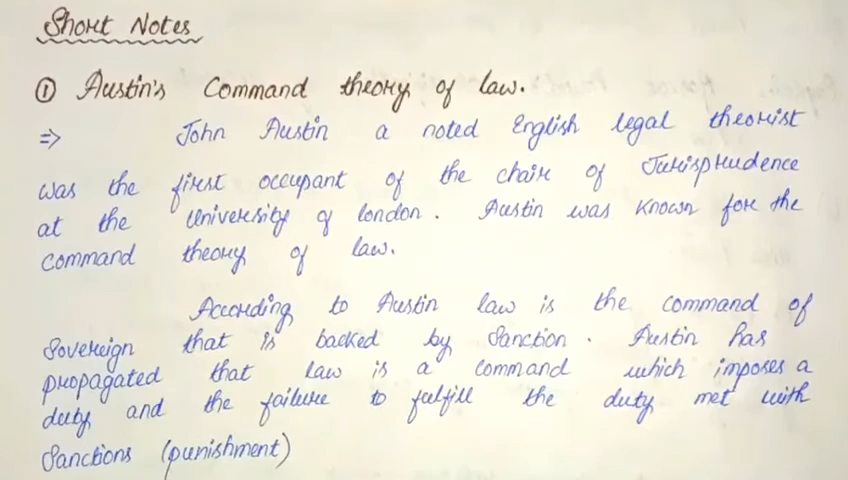 Short Notes
① Austin's Command theory of law.
⇒ John Austin a noted English legal theorist
was the first occupant of the chair of Jurisprudence
at the University of london. Austin was known for the
command theory of law.
According to Austin law is the command of
Sovereign that is backed by Sanction. Austin has
propagated that law is a command which imposes a
duty and the failure to fulfill the duty met with
Sanctions (punishment)